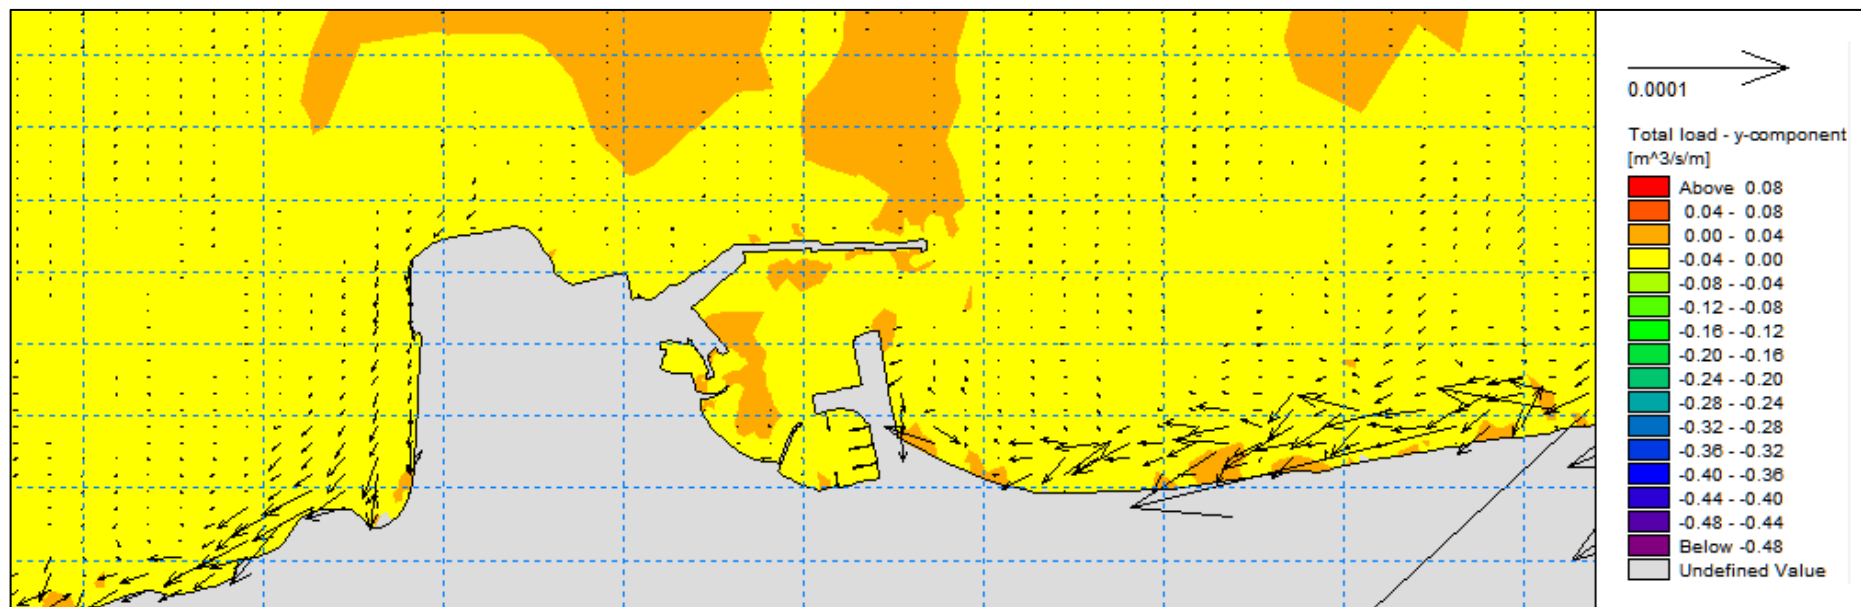 0.0001
Total load - y-component
[m^3/s/m]
Above 0.08
0.04 - 0.08
0.00 - 0.04
-0.04 - 0.00
-0.08 - -0.04
-0.12 - -0.08
-0.16 - -0.12
-0.20 - -0.16
-0.24 - -0.20
-0.28 - -0.24
-0.32 - -0.28
-0.36 - -0.32
-0.40 - -0.36
-0.44 - -0.40
-0.48 - -0.44
Below -0.48
Undefined Value